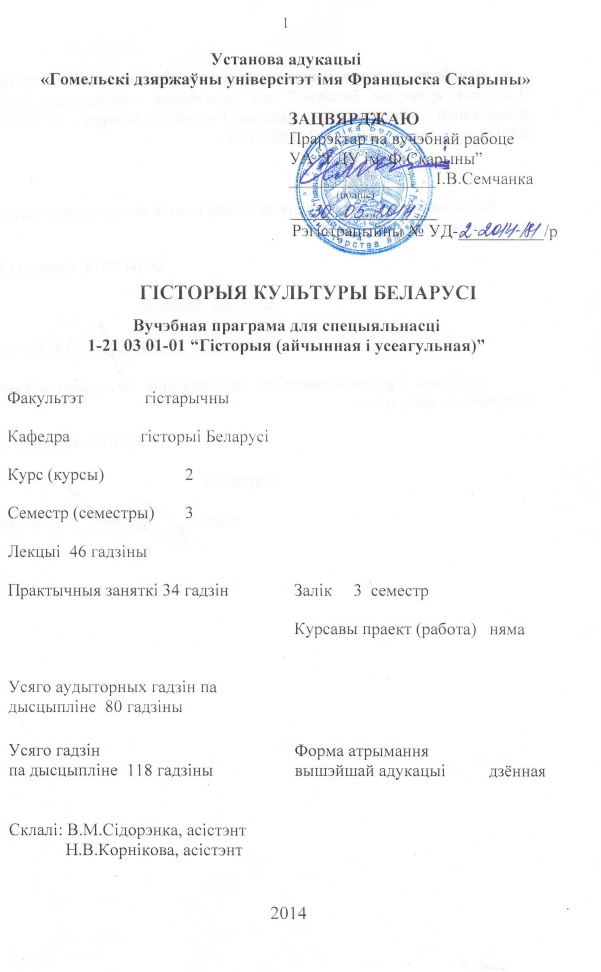 1
Установа адукацыі
«Гомельскі дзяржаўны універсітэт імя Францыска Скарыны»
ЗАЦВЯРДЖАЮ
Прарэктар па вучэбнай рабоце
УА “ГДУ ім. Ф.Скарыны”
І.В.Семчанка
(подпіс)
30. 05. 2014
Рэгістрацыйны № УД-2-2014-181/р
ГІСТОРЫЯ КУЛЬТУРЫ БЕЛАРУСІ
Вучэбная праграма для спецыяльнасці
1-21 03 01-01 “Гісторыя (айчынная і усеагульная)”
Факультэт гістарычны
Кафедра гісторыі Беларусі
Курс (курсы) 2
Семестр (семестры) 3
Лекцыі 46 гадзіны
Практычныя заняткі 34 гадзін Залік 3 семестр
Курсавы праект (работа) няма
Усяго аудыторных гадзін па
дысцыпліне 80 гадзіны
Усяго гадзін Форма атрымання
па дысцыпліне 118 гадзіны вышэйшай адукацыі дзённая
Склалі: В.М.Сідорэнка, асістэнт
Н.В.Корнікова, асістэнт
2014